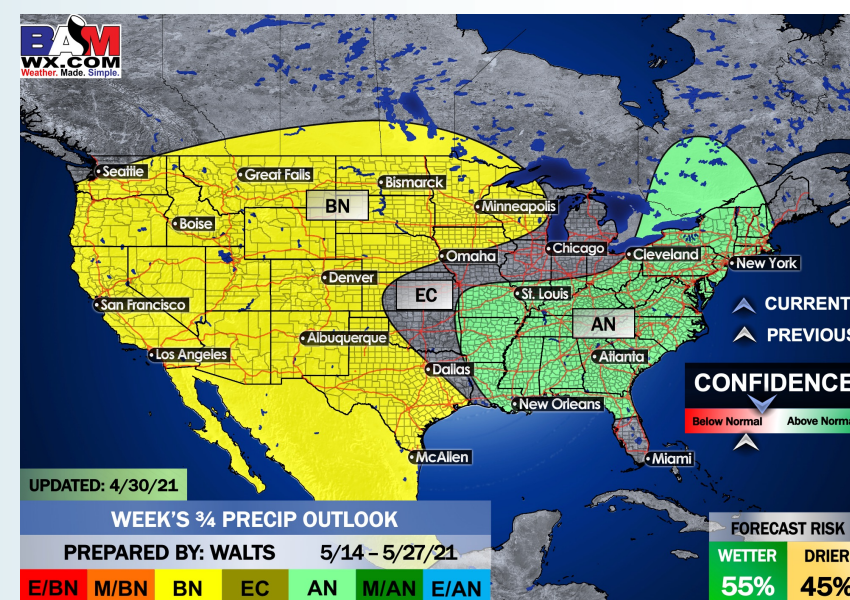 BAM
WX.COM
Weather. Made. Simple.
Seattle
Great Falls
Bismarck
Minneapolis
BN
Boise
Omaha
Chicago
Cleveland
New York
Denver
EC
St. Louis
San Francisco
CURRENT
AN
PREVIOUS
Albuquerque
Los Angeles
Atlanta
Dallas
CONFIDENCE
New Orleans
Below Normal
Above Norma
McAllen
Miami
UPDATED: 4/30/21
WEEK'S ¾ PRECIP OUTLOOK
PREPARED BY: WALTS 5/14 – 5/27/21
E/BN M/BN BN EC AN M/AN E/AN
FORECAST RISK
WETTER DRIER
55% 45%